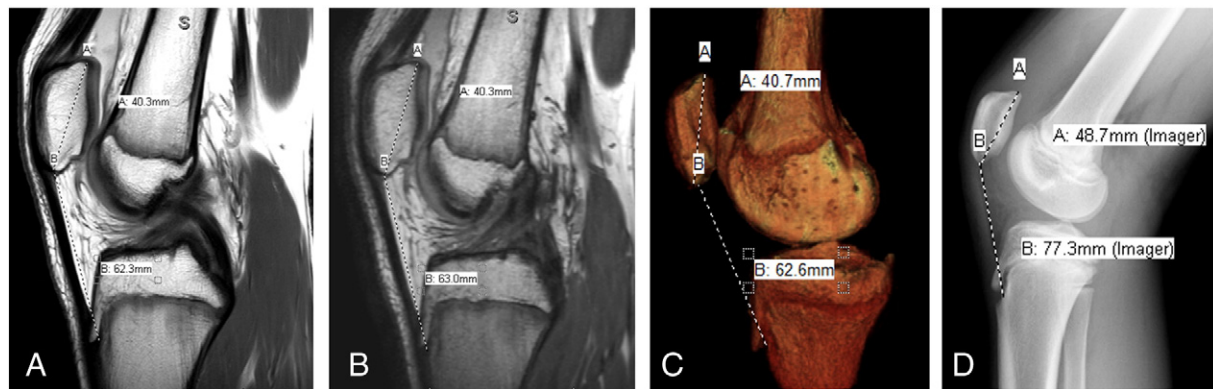 S
A
A: 40.3mm
B
B: 62.3mm
A
S
A
A: 40.3mm
B
B: 63.0mm
B
A
A: 40.7mm
B
B: 62.6mm
C
A
B
A: 48.7mm (Imager)
B: 77.3mm (Imager)
D